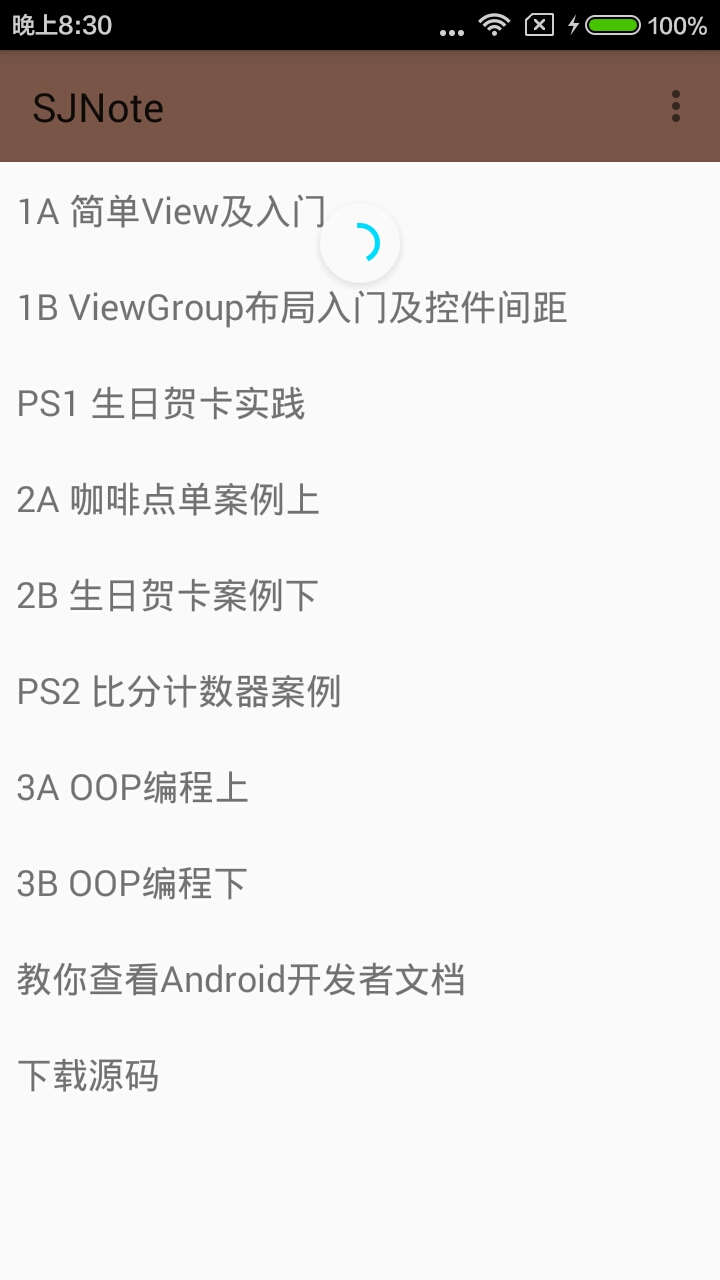 晚上8:30
100%
SJNote
1A 简单View及入门
1B ViewGroup布局入门及控件间距
PS1 生日贺卡实践
2A 咖啡点单案例上
2B 生日贺卡案例下
PS2 比分计数器案例
3A OOP编程上
3B OOP编程下
教你查看Android开发者文档
下载源码